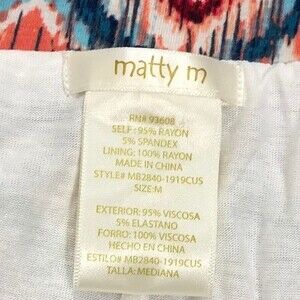 matty m
RN# 93608
SELF: 95% RAYON
5% SPANDEX
LINING: 100% RAYON
MADE IN CHINA
STYLE# MB2840-1919CUS
SIZE:M
EXTERIOR: 95% VISCOSA
5% ELASTANO
FORRO: 100% VISCOSA
HECHO EN CHINA
ESTILO# MB2840-1919CUS
TALLA: MEDIANA